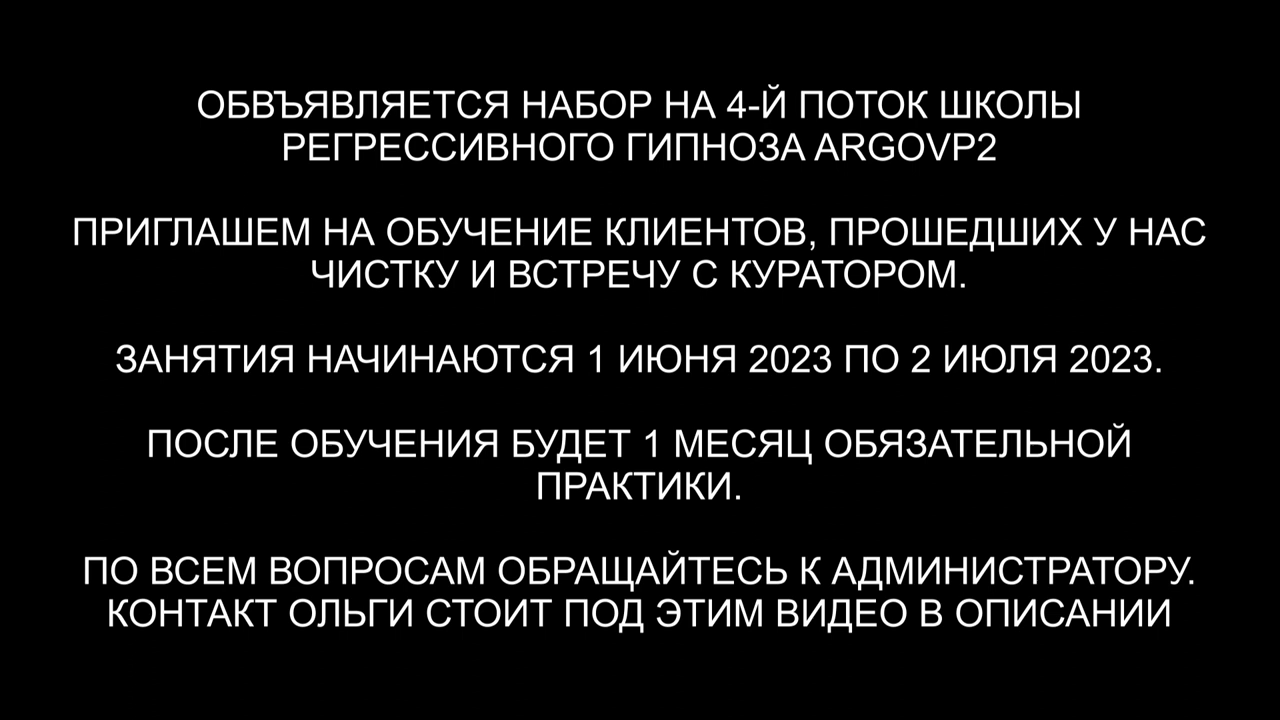 ОБВЪЯВЛЯЕТСЯ НАБОР НА 4-Й ПОТОК ШКОЛЫ
РЕГРЕССИВНОГО ГИПНОЗА ARGOVP2
ПРИГЛАШЕМ НА ОБУЧЕНИЕ КЛИЕНТОВ, ПРОШЕДШИХ У НАС
ЧИСТКУ И ВСТРЕЧУ С КУРАТОРОМ.
ЗАНЯТИЯ НАЧИНАЮТСЯ 1 ИЮНЯ 2023 ПО 2 ИЮЛЯ 2023.
ПОСЛЕ ОБУЧЕНИЯ БУДЕТ 1 МЕСЯЦ ОБЯЗАТЕЛЬНОЙ
ПРАКТИКИ.
ПО ВСЕМ ВОПРОСАМ ОБРАЩАЙТЕСЬ К АДМИНИСТРАТОРУ.
КОНТАКТ ОЛЬГИ СТОИТ ПОД ЭТИМ ВИДЕО В ОПИСАНИИ